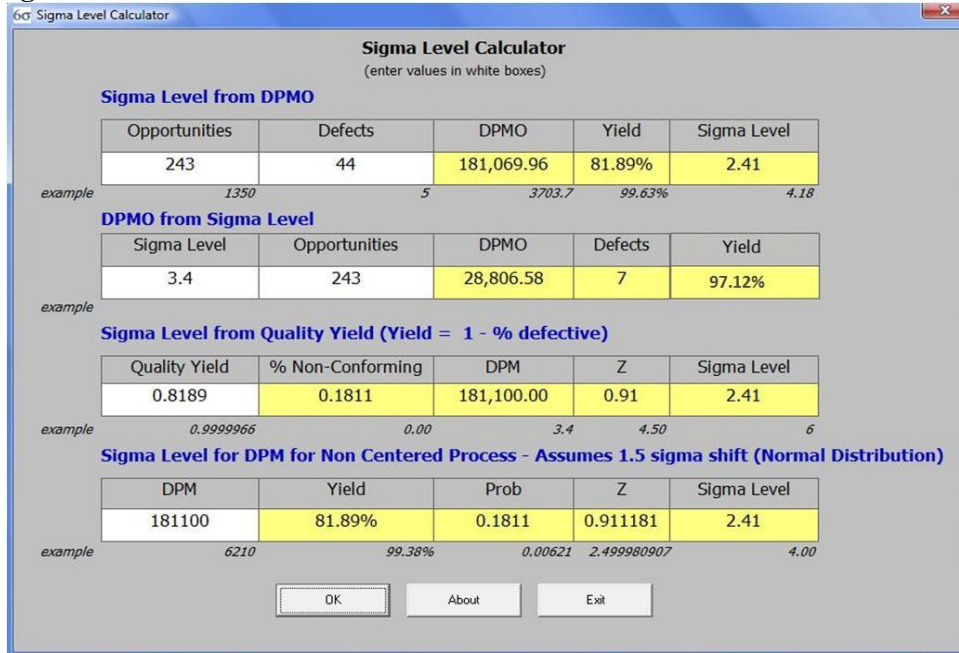 6σ Sigma Level Calculator
Sigma Level Calculator
(enter values in white boxes)
Sigma Level from DPMO
Opportunities Defects DPMO Yield Sigma Level
243 44 181,069.96 81.89% 2.41
example 1350 5 3703.7 99.63% 4.18
DPMO from Sigma Level
Sigma Level Opportunities DPMO Defects Yield
3.4 243 28,806.58 7 97.12%
example
Sigma Level from Quality Yield (Yield = 1 - % defective)
Quality Yield % Non-Conforming DPM Z Sigma Level
0.8189 0.1811 181,100.00 0.91 2.41
example 0.9999966 0.00 3.4 4.50 6
Sigma Level for DPM for Non Centered Process - Assumes 1.5 sigma shift (Normal Distribution)
DPM Yield Prob Z Sigma Level
181100 81.89% 0.1811 0.911181 2.41
example 6210 99.38% 0.00621 2.499980907 4.00
OK About Exit